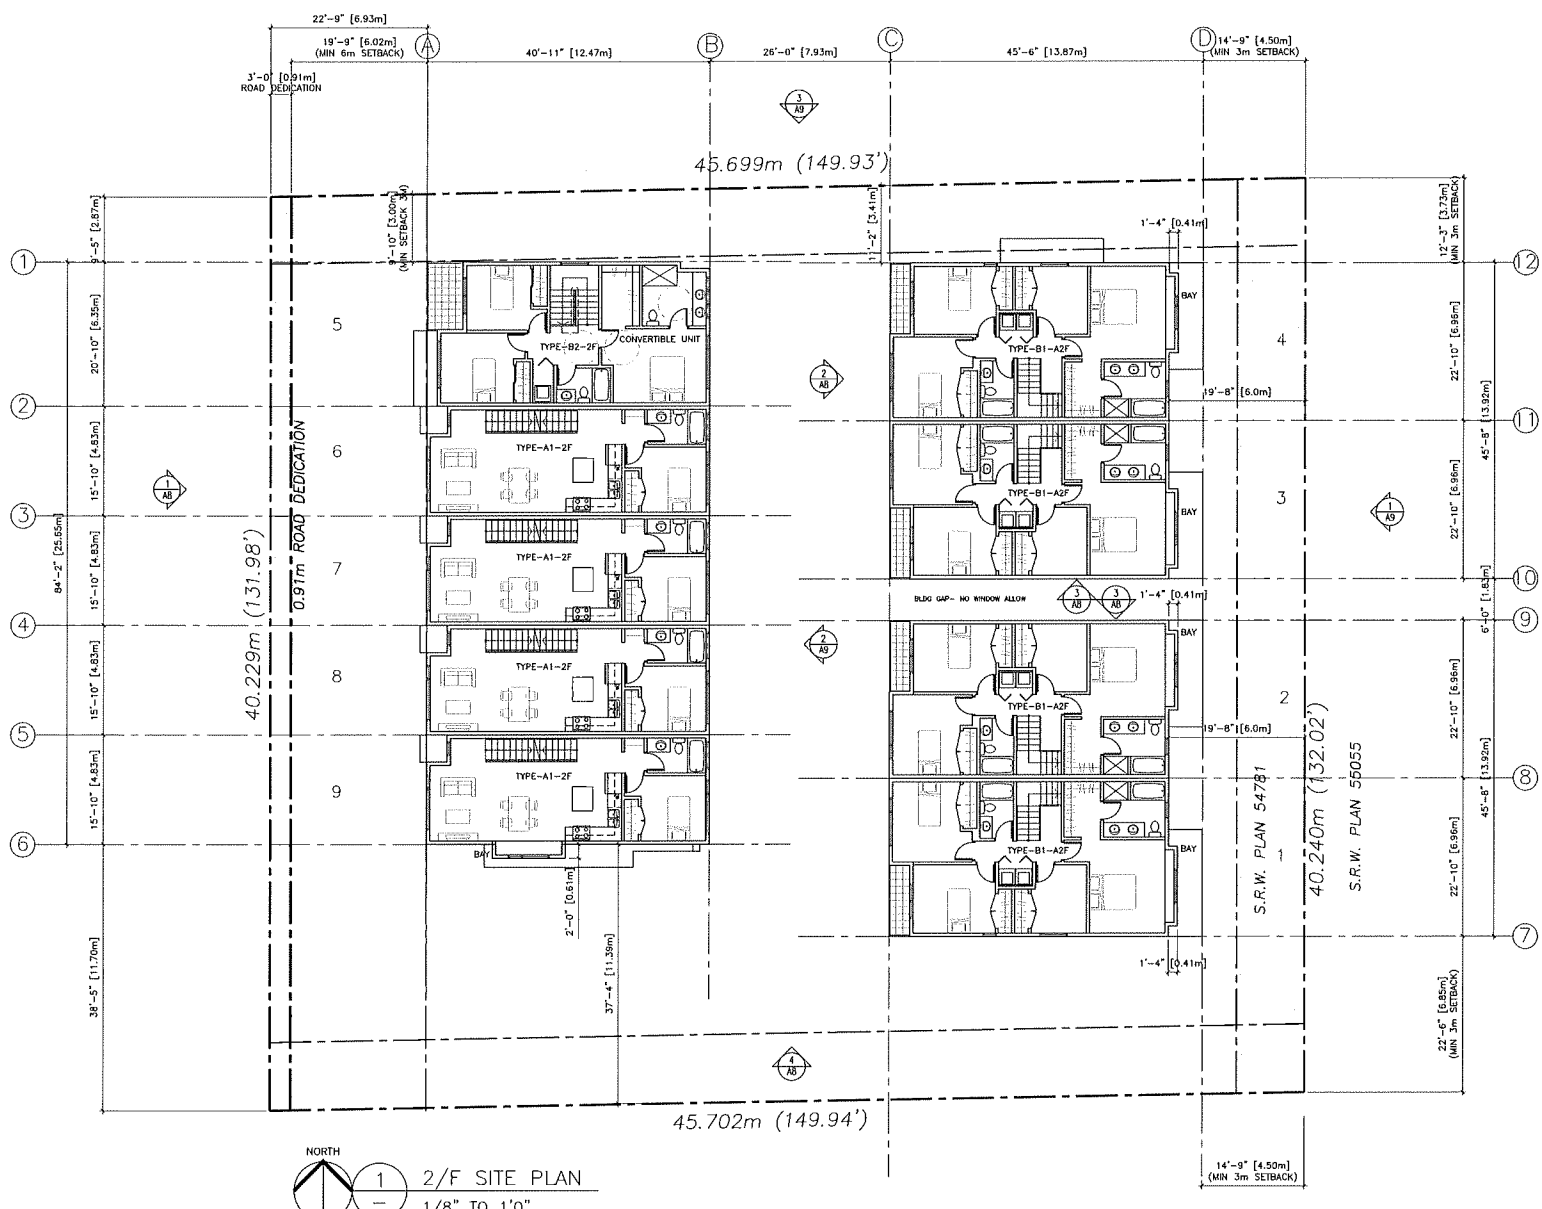 22'-9" [6.93m]
19'-9" [6.02m]
(MIN 6m SETBACK)
A
40'-11" [12.47m]
B
26'-0" [7.93m]
C
45'-6" [13.87m]
D
14'-9" [4.50m]
(MIN 3m SETBACK)
3'-0" [0.91m]
ROAD DEDICATION
3
A9
45.699m (149.93')
9'-5" [2.87m]
9'-10" [3.00m]
(MIN SETBACK 3M)
11'-2" [3.41m]
1'-4" [0.41m]
12'-3" [3.73m]
(MIN 3m SETBACK)
1
12
5
20'-10" [6.35m]
TYPE-B2-2F
CONVERTIBLE UNIT
2
A8
TYPE-B1-A2F
BAY
4
22'-10" [6.96m]
19'-8" [6.0m]
2
11
45'-8" [13.92m]
0.91m ROAD DEDICATION
6
15'-10" [4.83m]
TYPE-A1-2F
1
A8
TYPE-B1-A2F
BAY
3
22'-10" [6.96m]
1
A9
3
10
84'-2" [25.65m]
40.229m (131.98')
7
15'-10" [4.83m]
TYPE-A1-2F
BLDG GAP- NO WINDOW ALLOW
3
A8
3
A8
1'-4" [0.41m]
6'-0" [1.83m]
4
9
2
A9
8
15'-10" [4.83m]
TYPE-A1-2F
TYPE-B1-A2F
BAY
2
22'-10" [6.96m]
19'-8" [6.0m]
5
8
45'-8" [13.92m]
9
15'-10" [4.83m]
TYPE-A1-2F
S.R.W. PLAN 54781
40.240m (132.02')
S.R.W. PLAN 55055
TYPE-B1-A2F
BAY
1
22'-10" [6.96m]
6
BAY
2'-0" [0.61m]
7
38'-5" [11.70m]
37'-4" [11.39m]
1'-4" [0.41m]
22'-6" [6.85m]
(MIN 3m SETBACK)
4
A8
45.702m (149.94')
NORTH
1
2/F SITE PLAN
1/8" TO 1'0"
14'-9" [4.50m]
(MIN 3m SETBACK)